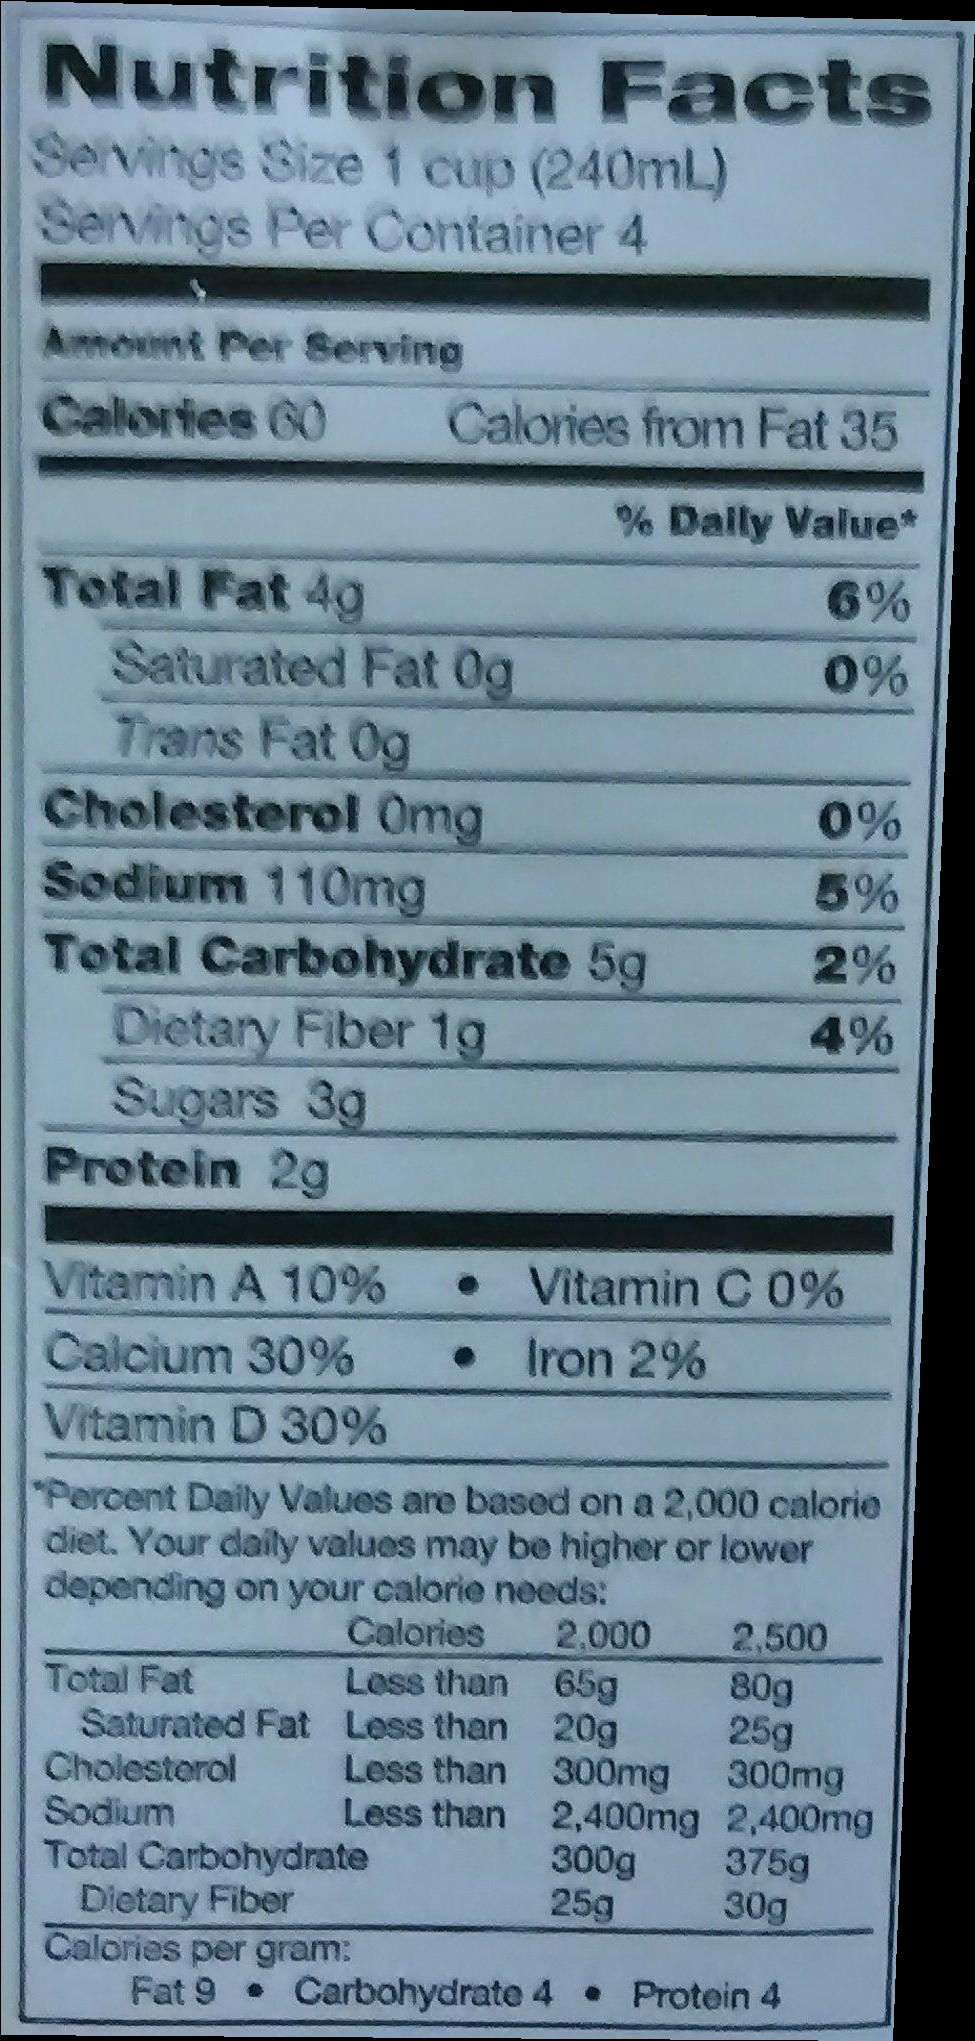 Nutrition Facts
Servings Size 1 cup (240mL)
Servings Per Container 4
Amount Per Serving
Calories 60 Calories from Fat 35
% Daily Value*
Total Fat 4g 6%
Saturated Fat 0g 0%
Trans Fat 0g
Cholesterol 0mg 0%
Sodium 110mg 5%
Total Carbohydrate 5g 2%
Dietary Fiber 1g 4%
Sugars 3g
Protein 2g
Vitamin A 10% • Vitamin C 0%
Calcium 30% • Iron 2%
Vitamin D 30%
*Percent Daily Values are based on a 2,000 calorie
diet. Your daily values may be higher or lower
depending on your calorie needs:
Calories 2,000 2,500
Total Fat Less than 65g 80g
Saturated Fat Less than 20g 25g
Cholesterol Less than 300mg 300mg
Sodium Less than 2,400mg 2,400mg
Total Carbohydrate 300g 375g
Dietary Fiber 25g 30g
Calories per gram:
Fat 9 • Carbohydrate 4 • Protein 4